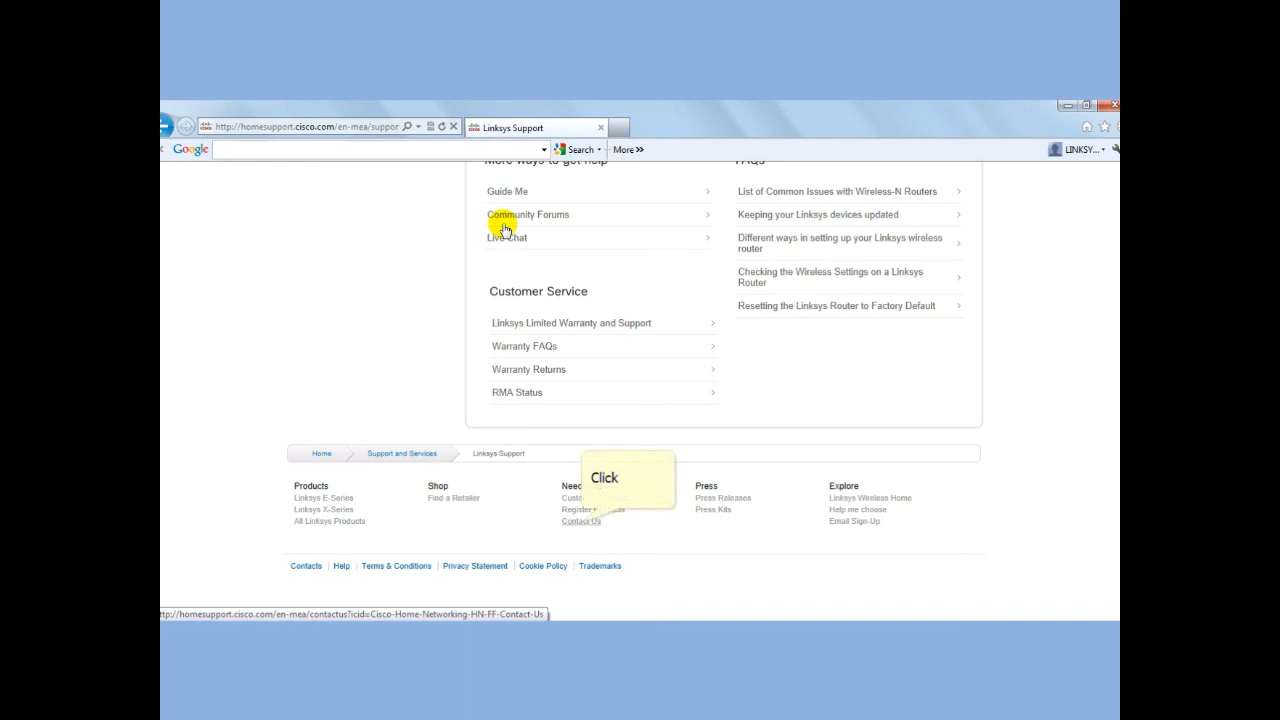 http://homesupport.cisco.com/en-mea/suppor
Linksys Support
Google
Search
More »
LINKSY...
More ways to get help
Guide Me
Community Forums
Live Chat
Customer Service
Linksys Limited Warranty and Support
Warranty FAQs
Warranty Returns
RMA Status
FAQs
List of Common Issues with Wireless-N Routers
Keeping your Linksys devices updated
Different ways in setting up your Linksys wireless
router
Checking the Wireless Settings on a Linksys
Router
Resetting the Linksys Router to Factory Default
Home
Support and Services
Linksys Support
Products
Linksys E-Series
Linksys X-Series
All Linksys Products
Shop
Find a Retailer
Click
Contact Us
Press
Press Releases
Press Kits
Explore
Linksys Wireless Home
Help me choose
Email Sign-Up
Contacts | Help | Terms & Conditions | Privacy Statement | Cookie Policy | Trademarks
ttp://homesupport.cisco.com/en-mea/contactus?icid=Cisco-Home-Networking-HN-FF-Contact-Us